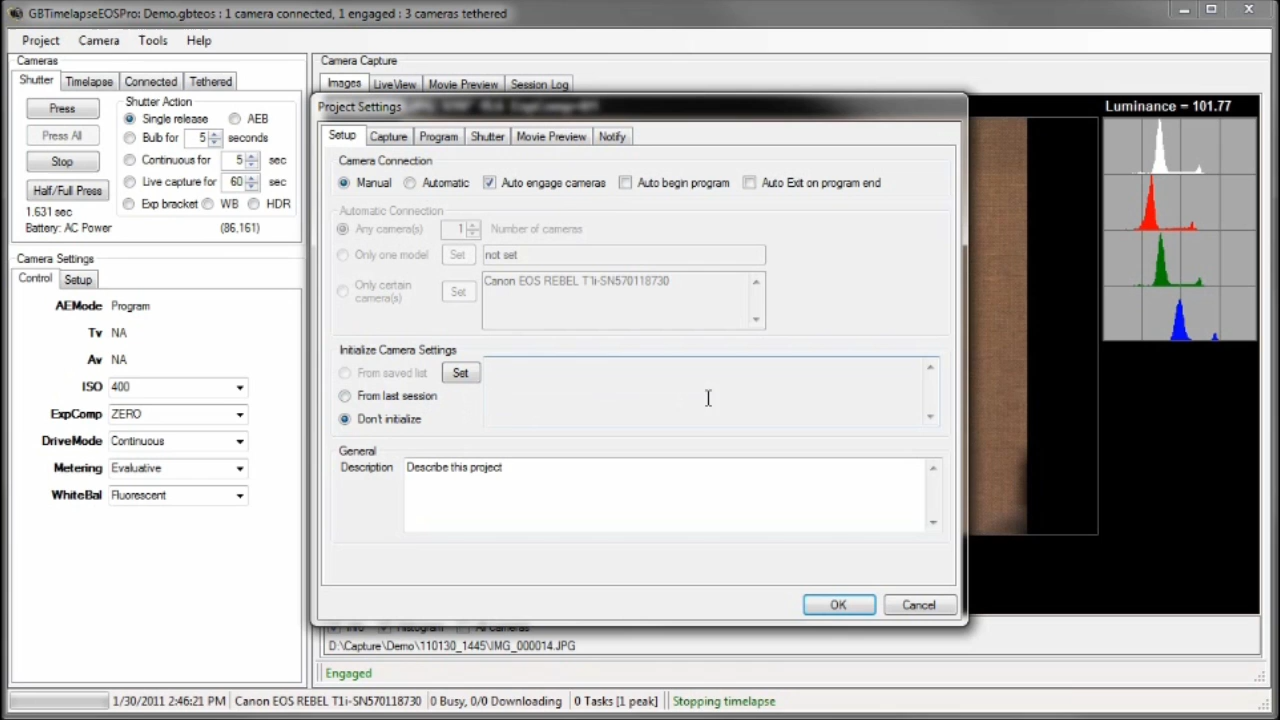 GBTimelapseEOSPro: Demo.gbteos : 1 camera connected, 1 engaged : 3 cameras tethered
Project Camera Tools Help
Cameras
Shutter Timelapse Connected Tethered
Press
Press All
Stop
Half/Full Press
1.631 sec
Battery: AC Power
Shutter Action
Single release AEB
Bulb for 5 seconds
Continuous for 5 sec
Live capture for 60 sec
Exp bracket WB HDR
(86,161)
Camera Settings
Control Setup
AEMode Program
Tv NA
Av NA
ISO 400
ExpComp ZERO
DriveMode Continuous
Metering Evaluative
WhiteBal Fluorescent
Camera Capture
Images LiveView Movie Preview Session Log
Luminance = 101.77
Project Settings
Setup Capture Program Shutter Movie Preview Notify
Camera Connection
Manual Automatic Auto engage cameras Auto begin program Auto Exit on program end
Automatic Connection
Any camera(s) 1 Number of cameras
Only one model Set not set
Only certain camera(s) Set Canon EOS REBEL T1i-SN570118730
Initialize Camera Settings
From saved list Set
From last session
Don't initialize
General
Description Describe this project
OK Cancel
D:\Capture\Demo\110130_1445\IMG_000014.JPG
Engaged
1/30/2011 2:46:21 PM Canon EOS REBEL T1i-SN570118730 0 Busy, 0/0 Downloading 0 Tasks [1 peak] Stopping timelapse